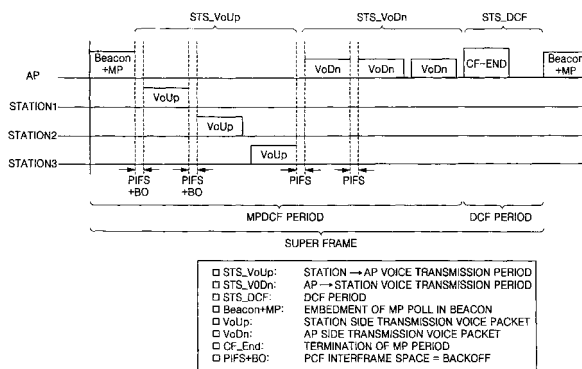 STS_VoUp STS_VoDn STS_DCF
Beacon
+MP
VoDn VoDn VoDn
CF-END
Beacon
+MP
AP
VoUp
STATION1
VoUp
STATION2
VoUp
STATION3
PIFS
+BO
PIFS
+BO
PIFS PIFS
MPDCF PERIOD DCF PERIOD
SUPER FRAME
□ STS_VoUp: STATION → AP VOICE TRANSMISSION PERIOD
□ STS_V0Dn: AP → STATION VOICE TRANSMISSION PERIOD
□ STS_DCF: DCF PERIOD
□ Beacon+MP: EMBEDMENT OF MP POLL IN BEACON
□ VoUp: STATION SIDE TRANSMISSION VOICE PACKET
□ VoDn: AP SIDE TRANSMISSION VOICE PACKET
□ CF_End: TERMINATION OF MP PERIOD
□ PIFS+BO: PCF INTERFRAME SPACE = BACKOFF